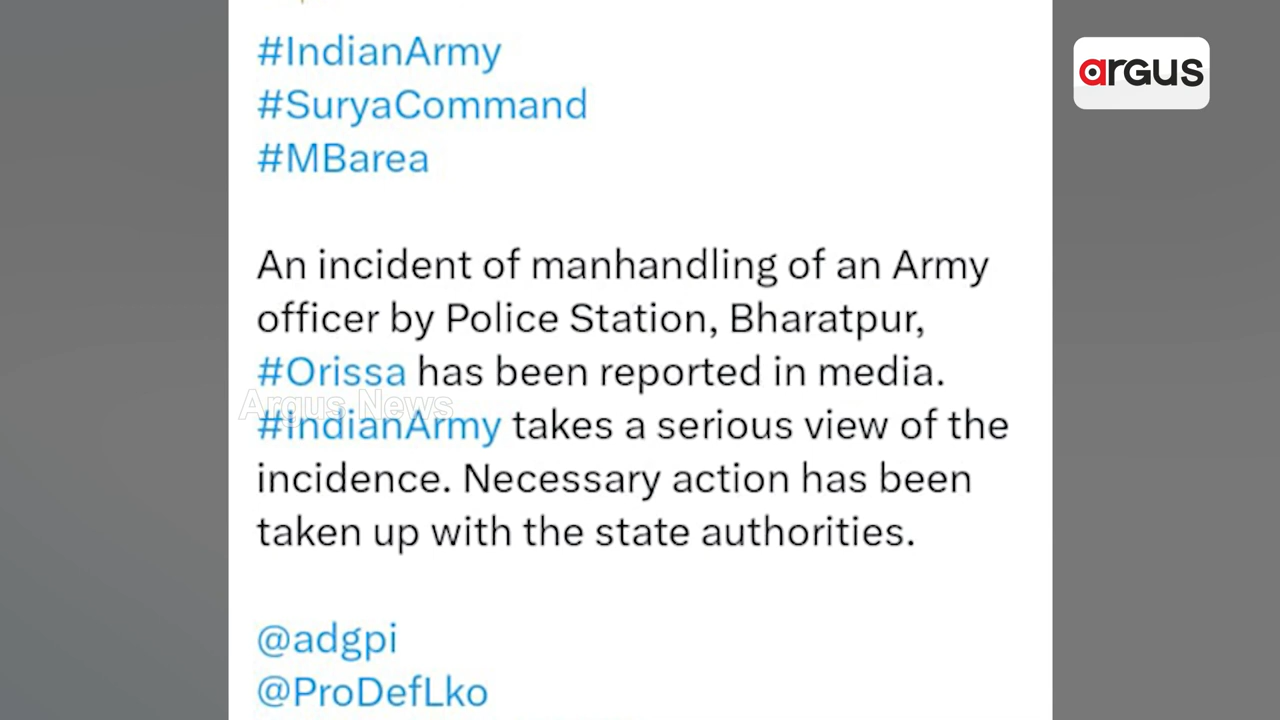 #IndianArmy
#SuryaCommand
#MBarea
An incident of manhandling of an Army
officer by Police Station, Bharatpur,
#Orissa has been reported in media.
#IndianArmy takes a serious view of the
incidence. Necessary action has been
taken up with the state authorities.
@adgpi
@ProDefLko
argus
Argus News